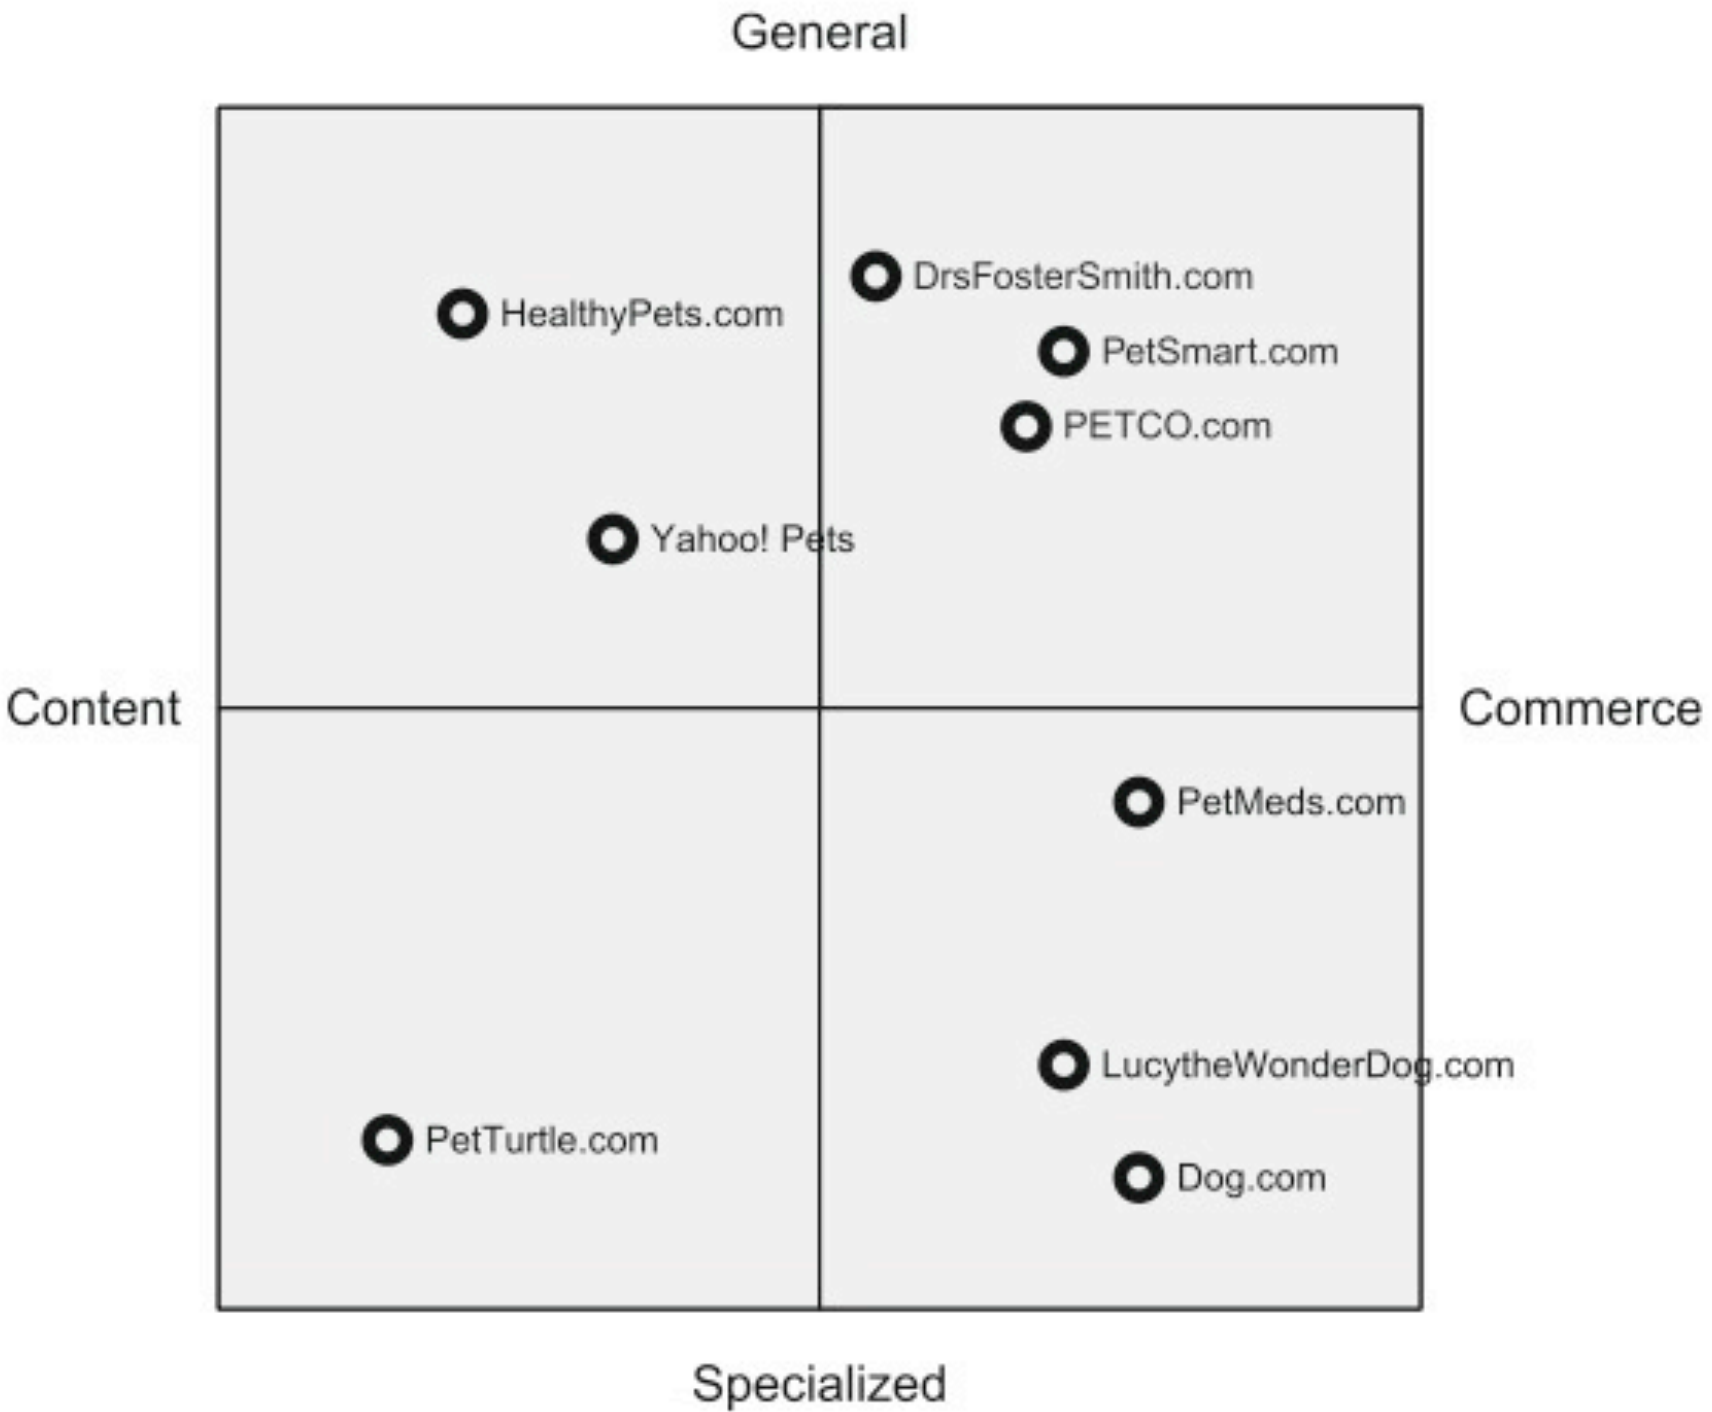 General
DrsFosterSmith.com
HealthyPets.com
PetSmart.com
PETCO.com
Yahoo! Pets
Content
Commerce
PetMeds.com
LucytheWonderDog.com
PetTurtle.com
Dog.com
Specialized